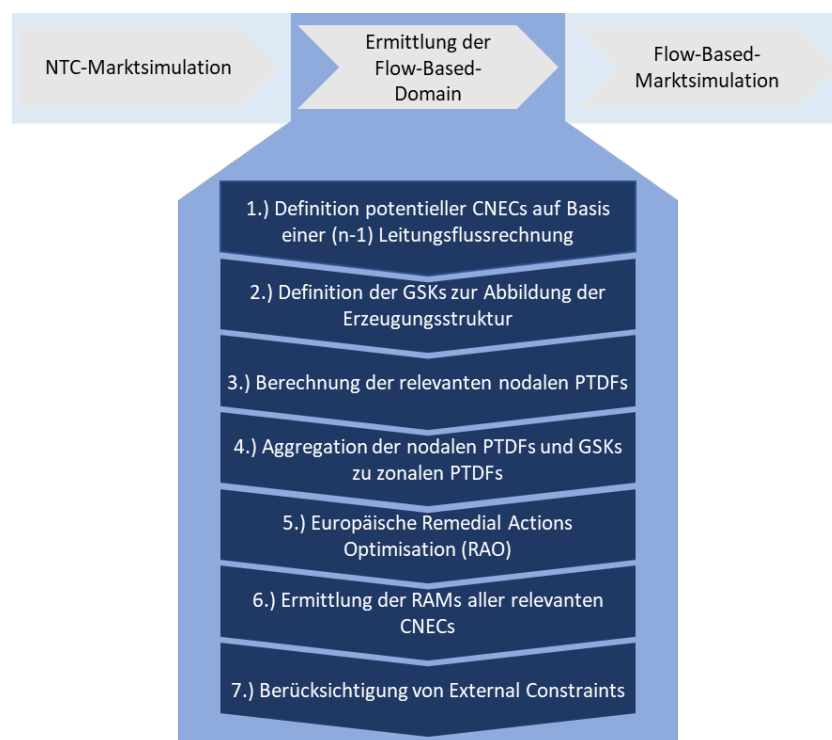 NTC-Marktsimulation
Ermittlung der
Flow-Based-
Domain
Flow-Based-
Marktsimulation
1.) Definition potentieller CNECs auf Basis
einer (n-1) Leitungsflussrechnung
2.) Definition der GSKs zur Abbildung der
Erzeugungsstruktur
3.) Berechnung der relevanten nodalen PTDFs
4.) Aggregation der nodalen PTDFs und GSKs
zu zonalen PTDFs
5.) Europäische Remedial Actions
Optimisation (RAO)
6.) Ermittlung der RAMs aller relevanten
CNECs
7.) Berücksichtigung von External Constraints